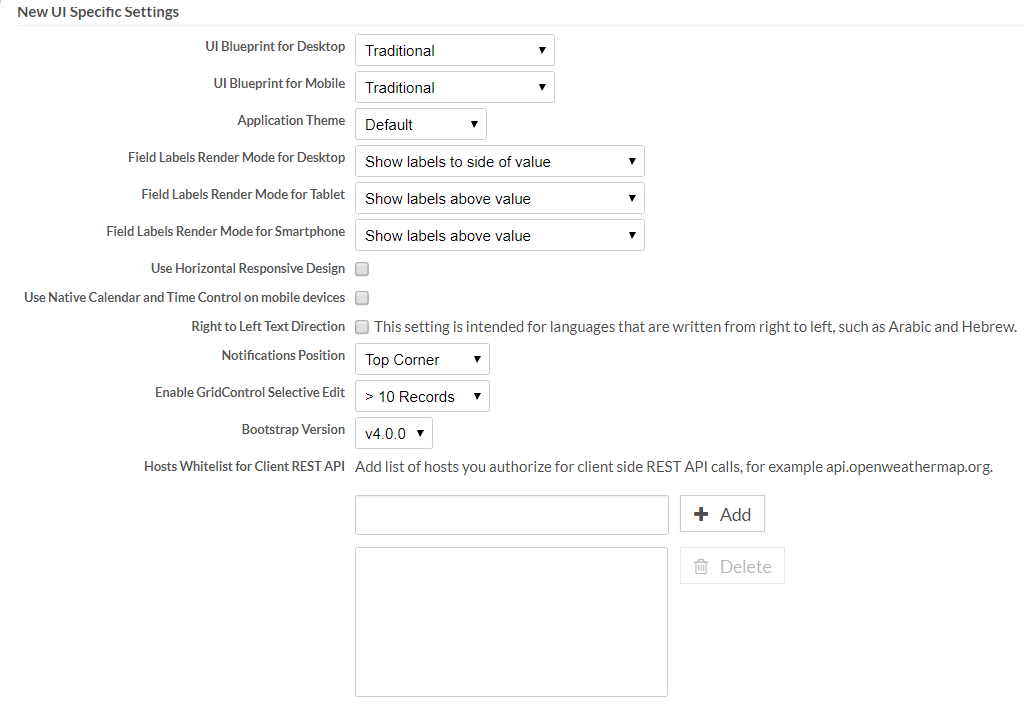 New UI Specific Settings
UI Blueprint for Desktop Traditional
UI Blueprint for Mobile Traditional
Application Theme Default
Field Labels Render Mode for Desktop Show labels to side of value
Field Labels Render Mode for Tablet Show labels above value
Field Labels Render Mode for Smartphone Show labels above value
Use Horizontal Responsive Design
Use Native Calendar and Time Control on mobile devices
Right to Left Text Direction This setting is intended for languages that are written from right to left, such as Arabic and Hebrew.
Notifications Position Top Corner
Enable GridControl Selective Edit > 10 Records
Bootstrap Version v4.0.0
Hosts Whitelist for Client REST API Add list of hosts you authorize for client side REST API calls, for example api.openweathermap.org.
Add
Delete